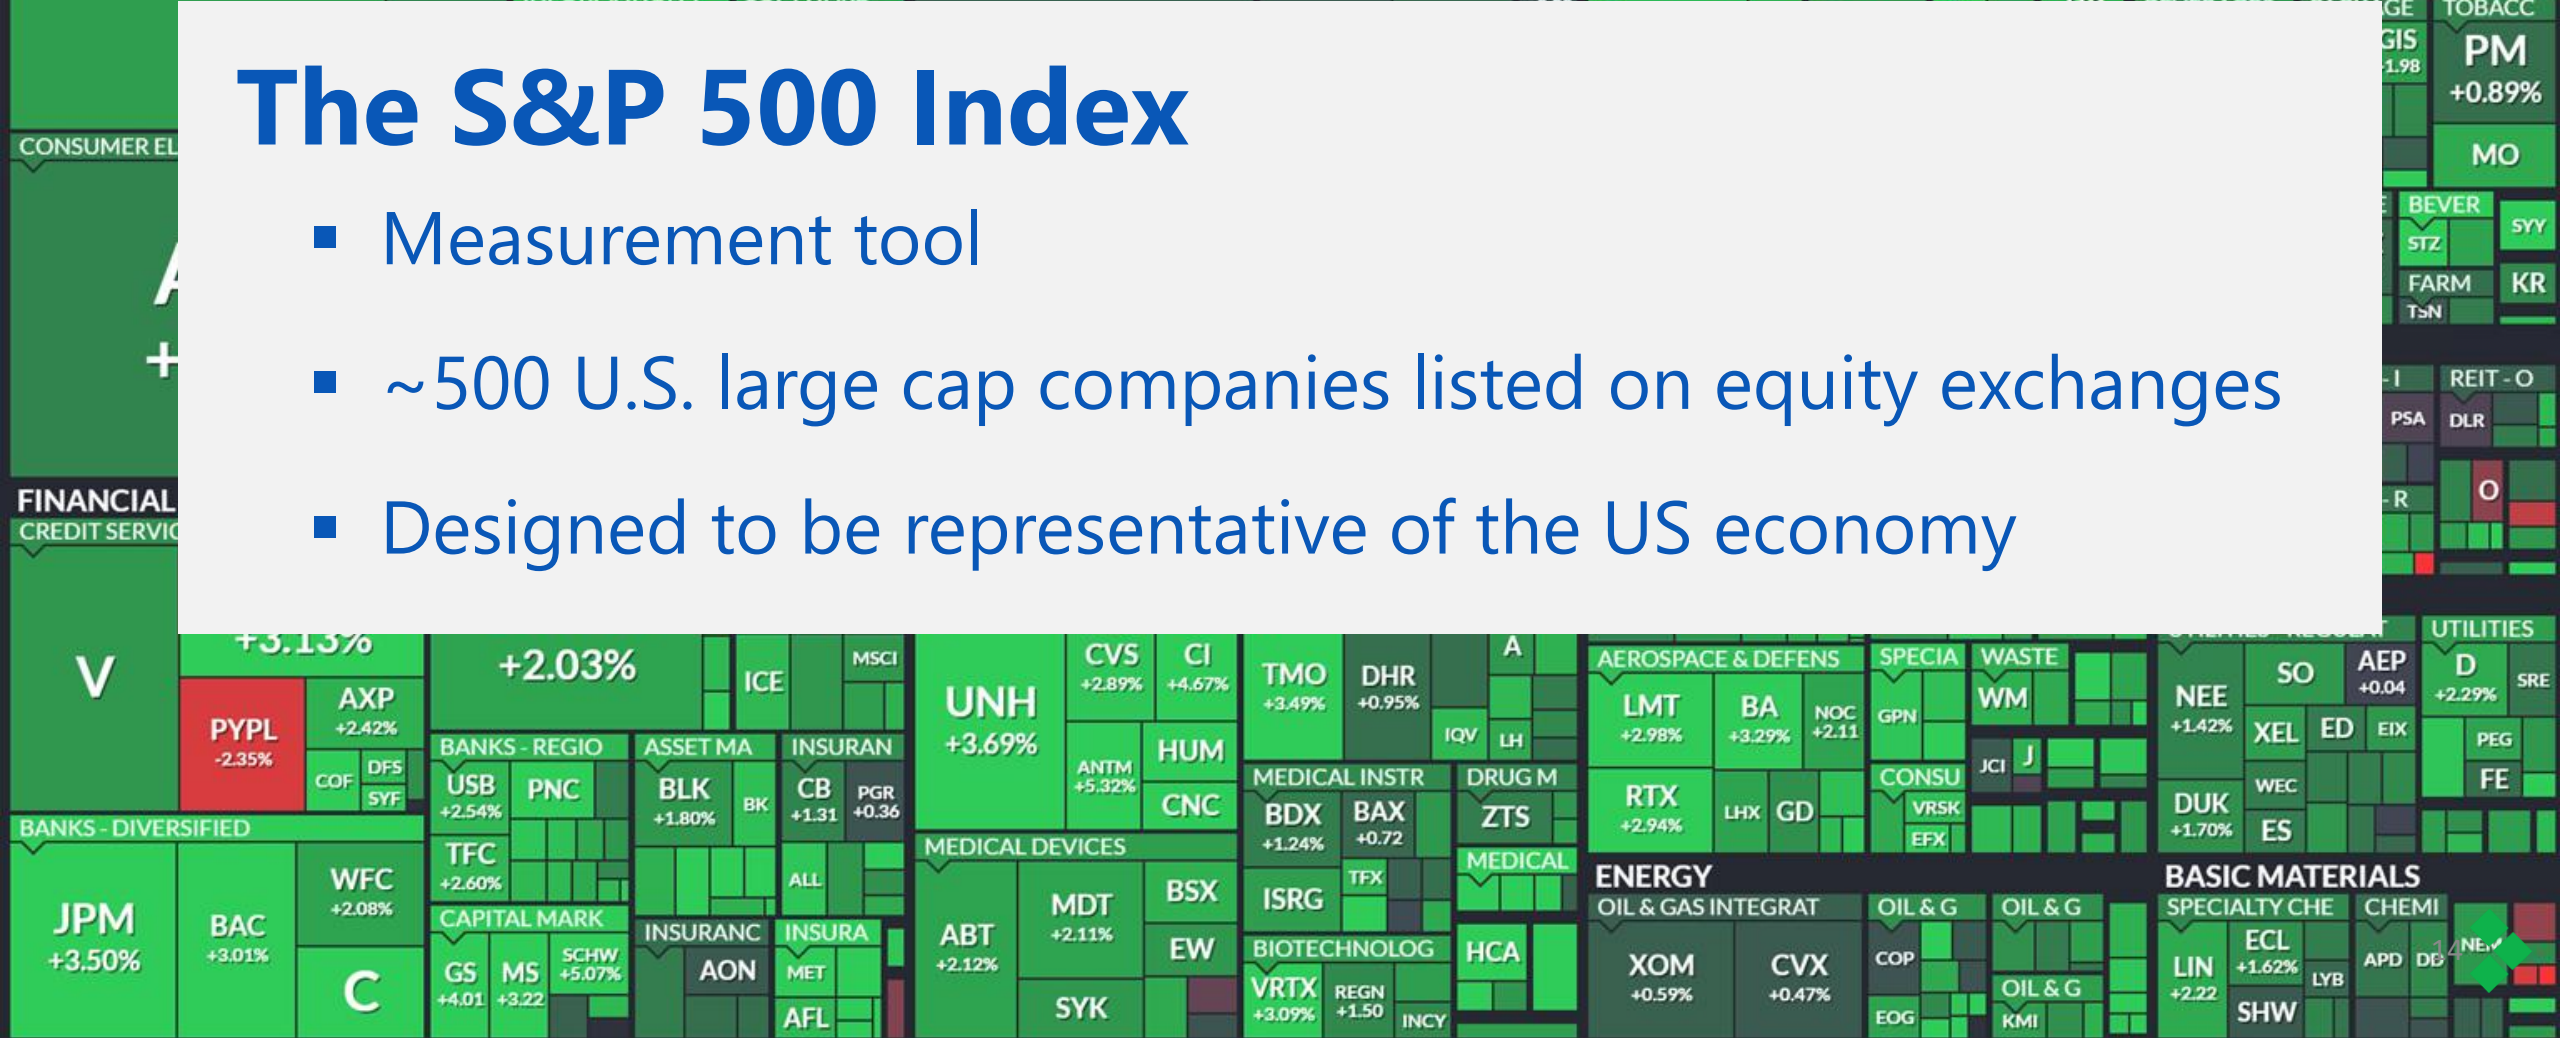 The S&P 500 Index
▪ Measurement tool
▪ ~500 U.S. large cap companies listed on equity exchanges
▪ Designed to be representative of the US economy
CONSUMER EL
FINANCIAL
CREDIT SERVIC
V
+3.13%
PYPL
-2.35%
AXP
+2.42%
COF
DFS
SYF
BANKS - DIVERSIFIED
JPM
+3.50%
BAC
+3.01%
WFC
+2.08%
C
+2.03%
ICE
MSCI
BANKS - REGIO
USB
+2.54%
PNC
TFC
+2.60%
CAPITAL MARK
GS
+4.01
MS
+3.22
SCHW
+5.07%
ASSET MA
BLK
+1.80%
BK
INSURAN
CB
+1.31
PGR
+0.36
ALL
INSURANC
AON
INSURA
MET
AFL
UNH
+3.69%
CVS
+2.89%
CI
+4.67%
ANTM
+5.32%
HUM
CNC
MEDICAL DEVICES
ABT
+2.12%
MDT
+2.11%
BSX
EW
SYK
TMO
+3.49%
DHR
+0.95%
A
IQV
LH
MEDICAL INSTR
BDX
+1.24%
BAX
+0.72
ISRG
TFX
DRUG M
ZTS
MEDICAL
BIOTECHNOLOG
VRTX
+3.09%
REGN
+1.50
INCY
HCA
AEROSPACE & DEFENS
LMT
+2.98%
BA
+3.29%
NOC
+2.11
RTX
+2.94%
LHX
GD
SPECIA
GPN
WASTE
WM
CONSU
VRSK
EFX
JCI
J
ENERGY
OIL & GAS INTEGRAT
XOM
+0.59%
CVX
+0.47%
OIL & G
COP
EOG
OIL & G
OIL & G
KMI
NEE
+1.42%
SO
AEP
+0.04
XEL
ED
EIX
DUK
+1.70%
WEC
ES
UTILITIES
D
+2.29%
SRE
PEG
FE
BASIC MATERIALS
SPECIALTY CHE
LIN
+2.22
ECL
+1.62%
LYB
SHW
CHEMI
APD
14
GE
GIS
1.98
TOBACC
PM
+0.89%
MO
BEVER
STZ
SYY
FARM
TSN
KR
- I
PSA
REIT - O
DLR
- R
O